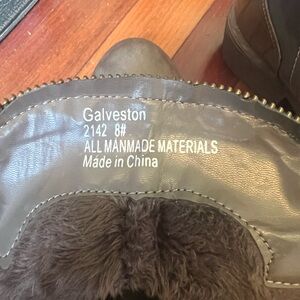 Galveston
2142 8#
ALL MANMADE MATERIALS
Made in China